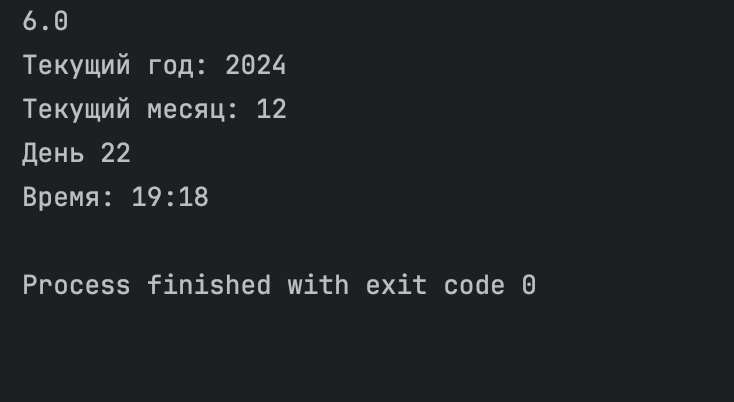 6.0
Текущий год: 2024
Текущий месяц: 12
День 22
Время: 19:18
Process finished with exit code 0